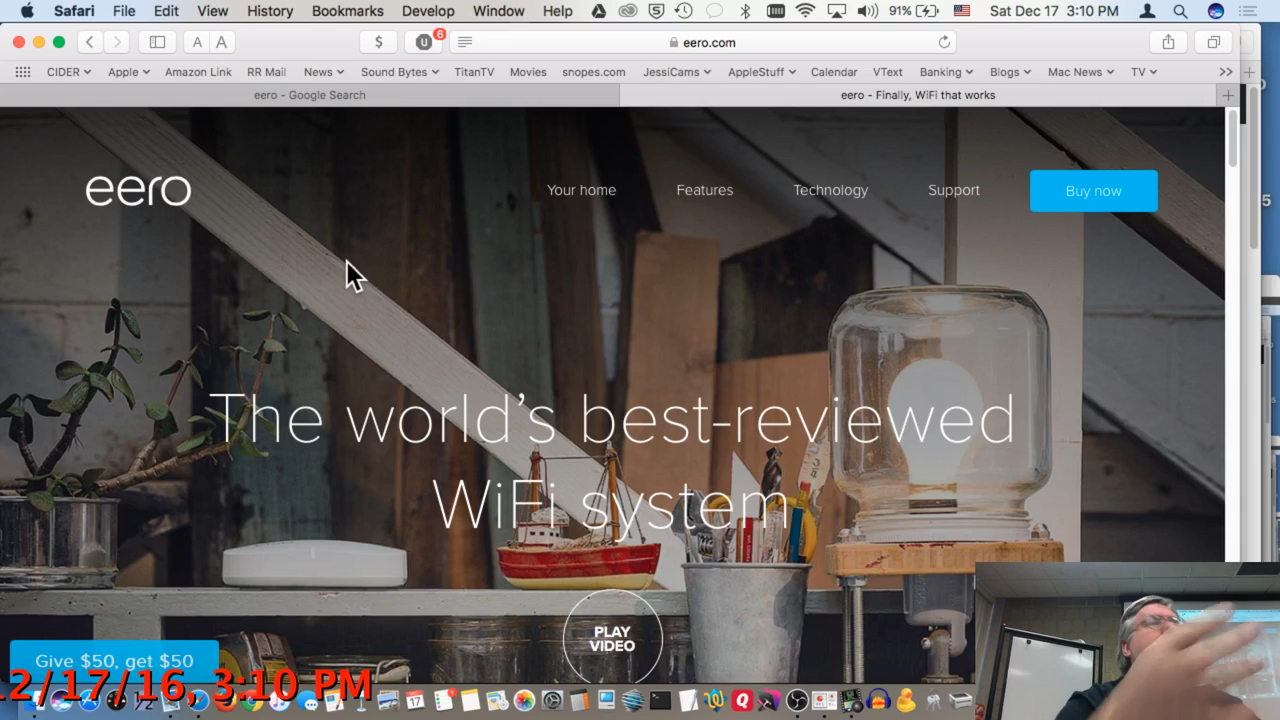 Safari File Edit View History Bookmarks Develop Window Help 91% Sat Dec 17 3:10 PM
A A $ 6 eero.com
CIDER Apple Amazon Link RR Mail News Sound Bytes TitanTV Movies snopes.com JessiCams AppleStuff Calendar VText Banking Blogs Mac News TV >>
eero - Google Search eero - Finally, WiFi that works
eero Your home Features Technology Support Buy now
The world's best-reviewed
WiFi system
PLAY
VIDEO
Give $50, get $50
2/17/16, 3:10 PM